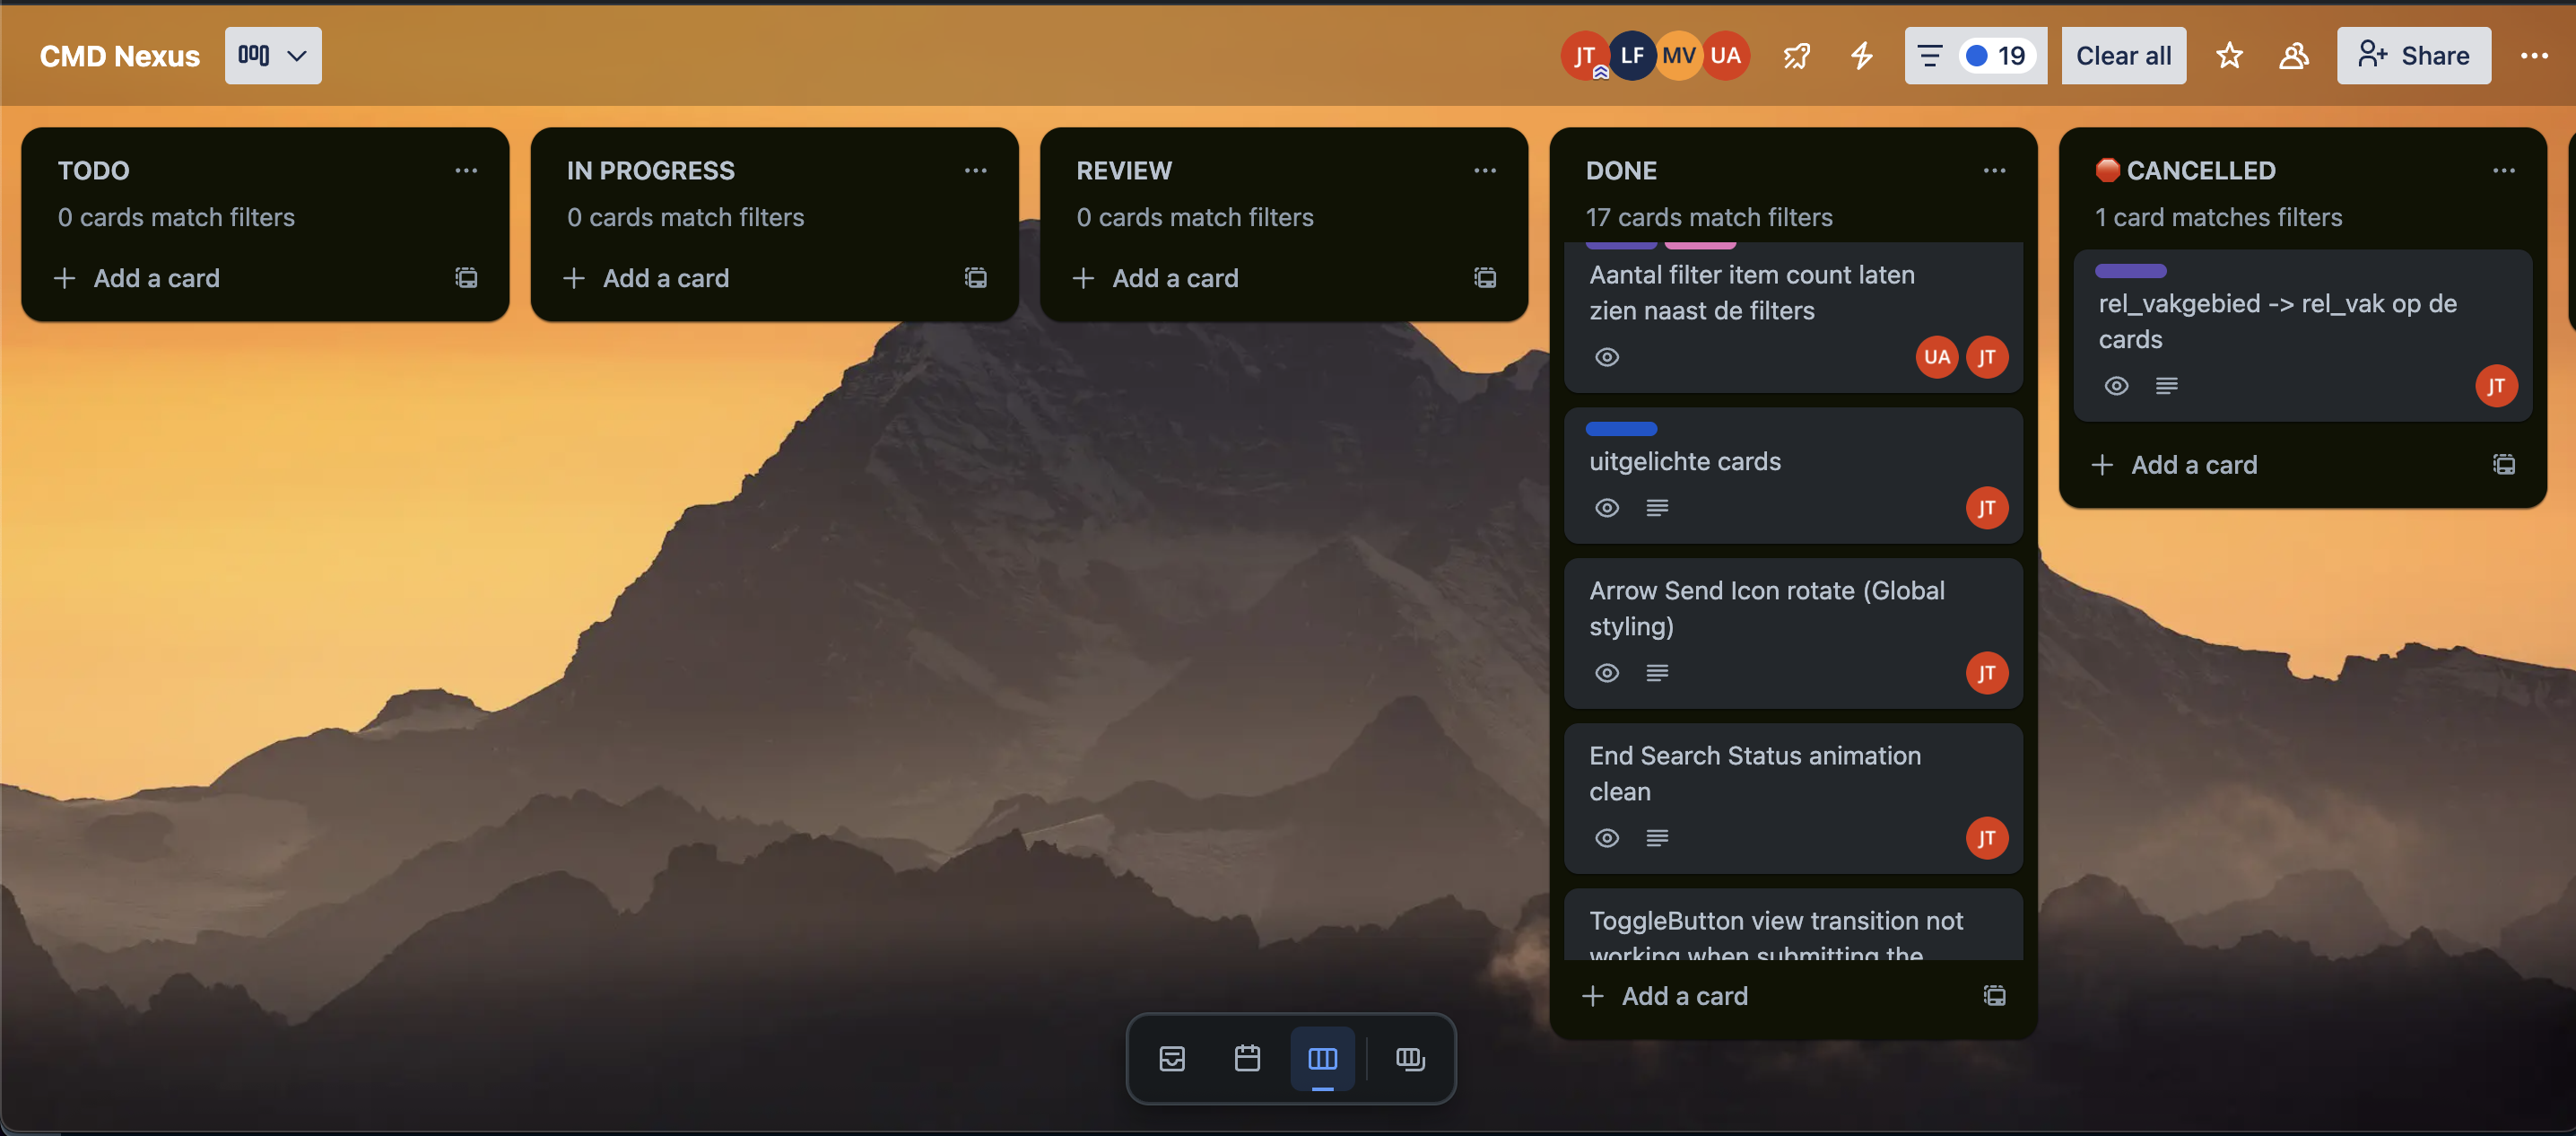 CMD Nexus
JT LF MV UA
19
Clear all
Share
TODO
0 cards match filters
Add a card
IN PROGRESS
0 cards match filters
Add a card
REVIEW
0 cards match filters
Add a card
DONE
17 cards match filters
Aantal filter item count laten
zien naast de filters
UA JT
uitgelichte cards
JT
Arrow Send Icon rotate (Global
styling)
JT
End Search Status animation
clean
JT
ToggleButton view transition not
working when submitting the
Add a card
CANCELLED
1 card matches filters
rel_vakgebied -> rel_vak op de
cards
JT
Add a card